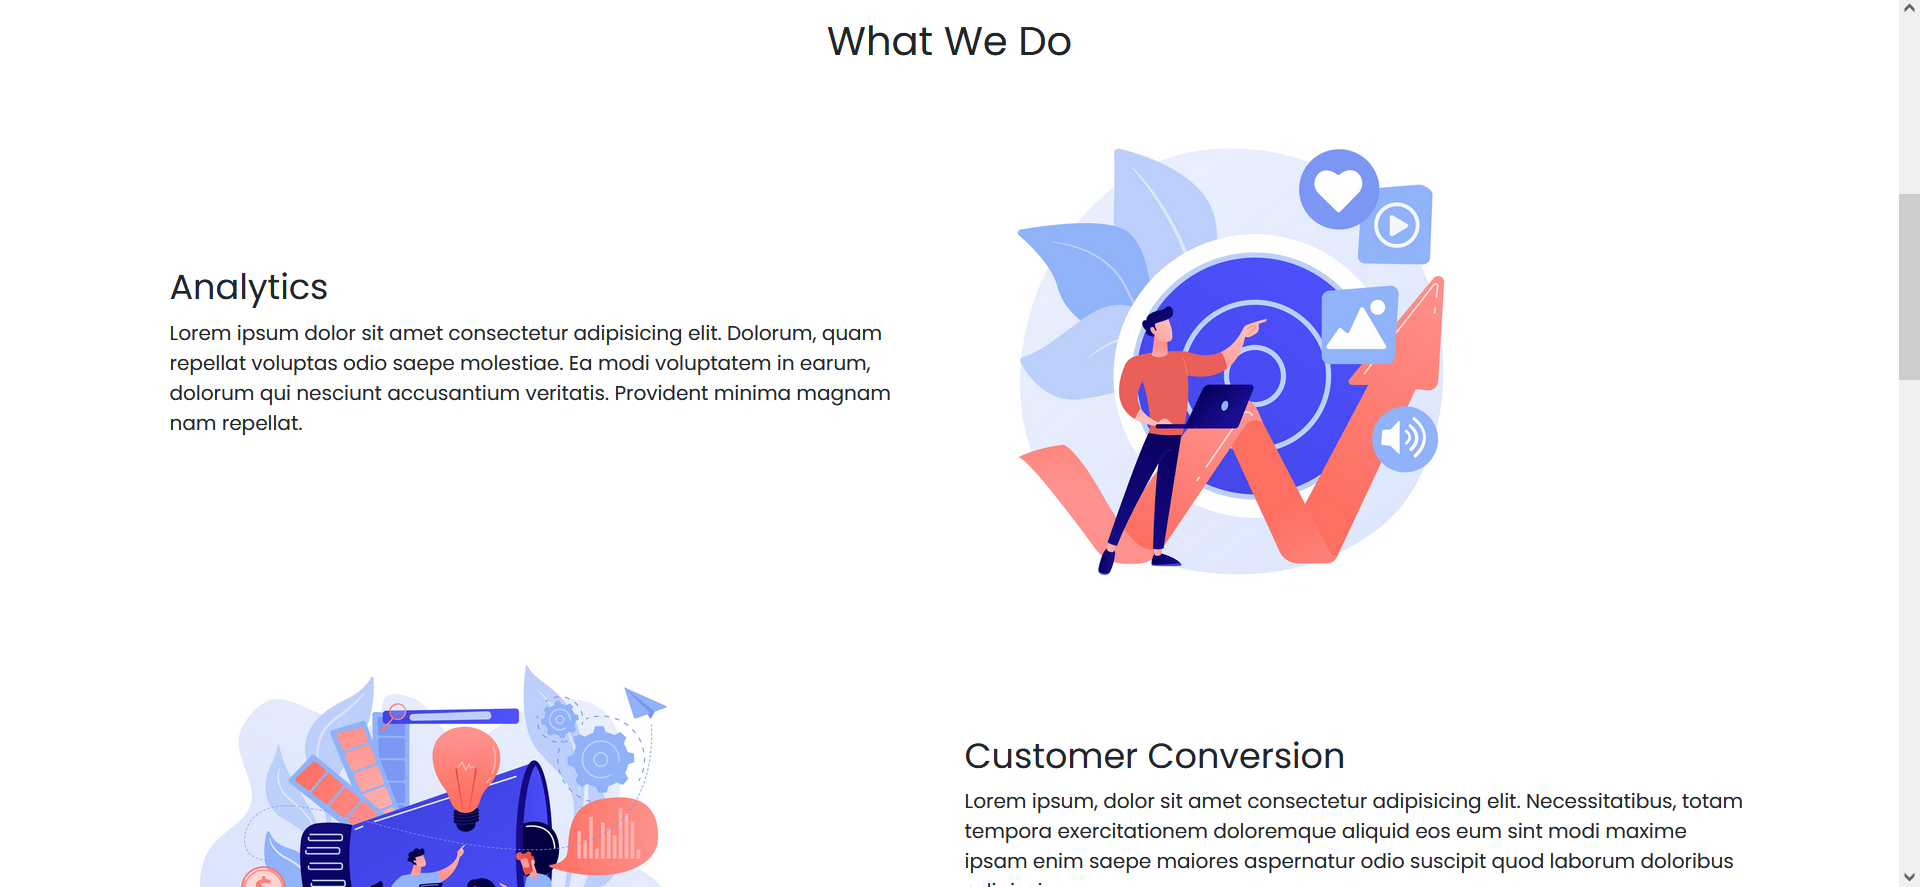 What We Do
Analytics
Lorem ipsum dolor sit amet consectetur adipisicing elit. Dolorum, quam
repellat voluptas odio saepe molestiae. Ea modi voluptatem in earum,
dolorum qui nesciunt accusantium veritatis. Provident minima magnam
nam repellat.
Customer Conversion
Lorem ipsum, dolor sit amet consectetur adipisicing elit. Necessitatibus, totam
tempora exercitationem doloremque aliquid eos eum sint modi maxime
ipsam enim saepe maiores aspernatur odio suscipit quod laborum doloribus